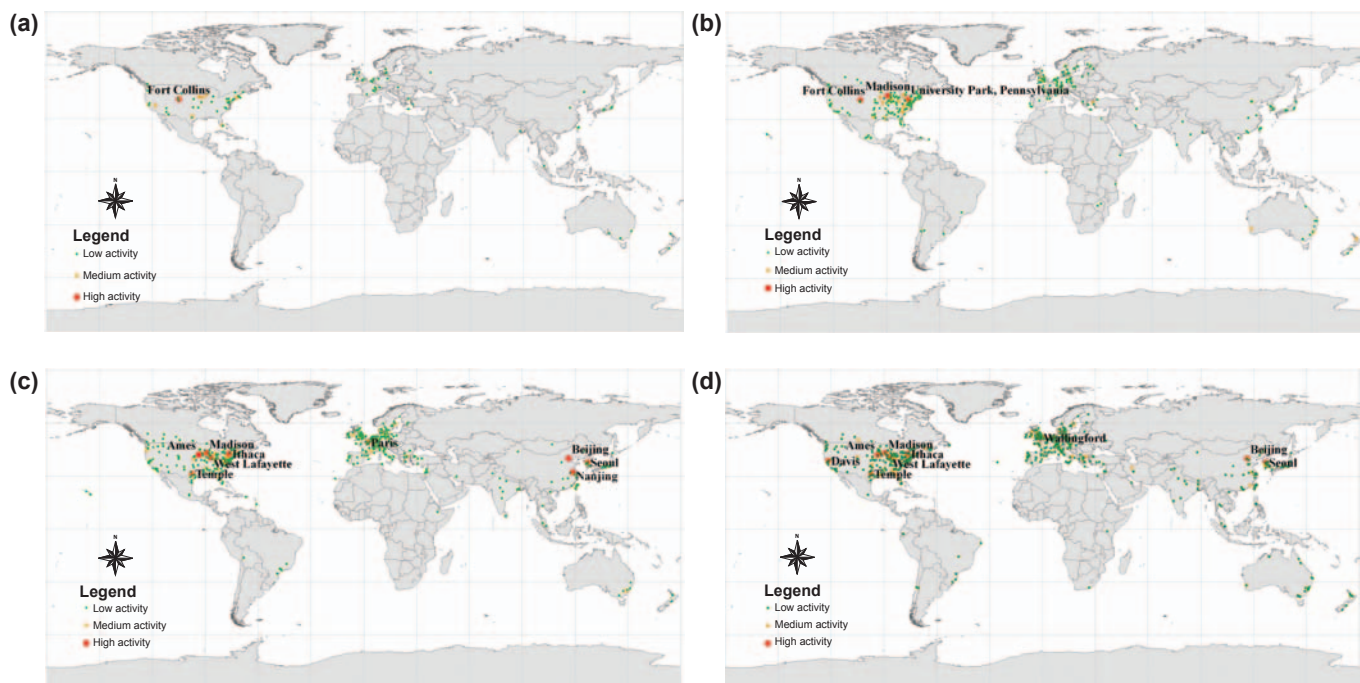 (a)
Fort Collins
N
Legend
Low activity
Medium activity
High activity
(b)
Fort Collins
Madison
University Park, Pennsylvania
N
Legend
Low activity
Medium activity
High activity
(c)
Ames
Madison
Ithaca
West Lafayette
Temple
Paris
Beijing
Seoul
Nanjing
N
Legend
Low activity
Medium activity
High activity
(d)
Ames
Madison
Ithaca
Davis
West Lafayette
Temple
Wallingford
Beijing
Seoul
N
Legend
Low activity
Medium activity
High activity